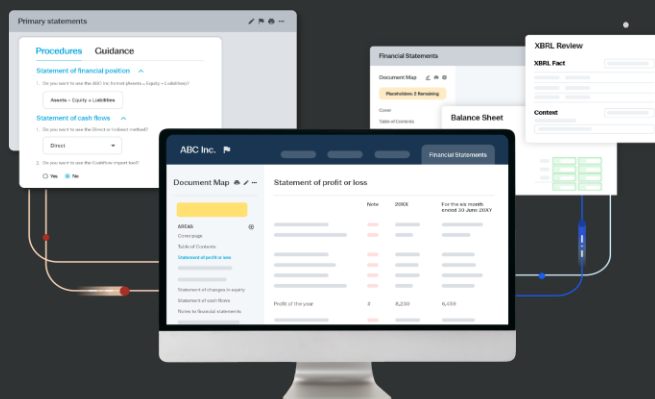 Primary statements
Procedures Guidance
Statement of financial position
1. Do you want to use the ABC Inc format (Assets - Equity + Liabilities)?
Assets - Equity + Liabilities
Statement of cash flows
1. Do you want to use the Direct or Indirect method?
Direct
2. Do you want to use the Cashflow import tool?
Yes No
Financial Statements
Document Map
Placeholders: 2 Remaining
Cover
Table of Contents
Balance Sheet
XBRL Review
XBRL Fact
Context
ABC Inc.
Financial Statements
Document Map
AREAS
Coverpage
Table of Contents
Statement of profit or loss
Statement of changes in equity
Statement of cash flows
Notes to financial statements
Statement of profit or loss
Note 20XX For the six month
ended 30 June 20XY
Profit of the year